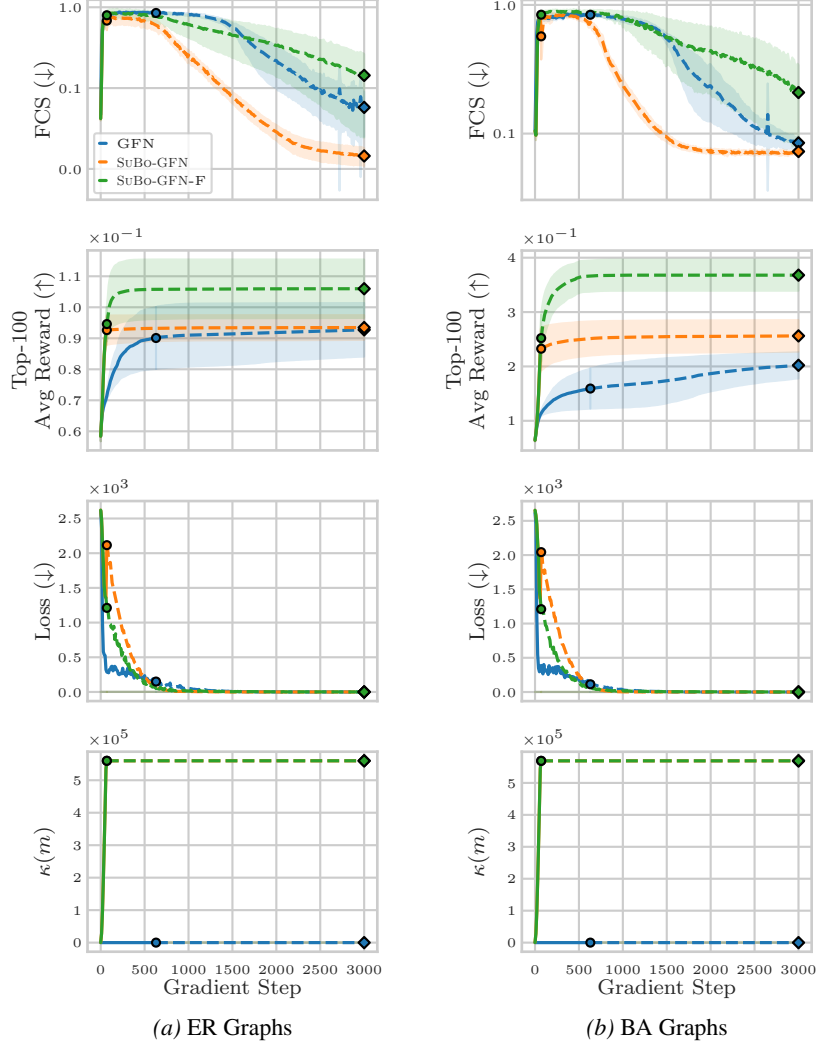 FCS (↓)
1.0
0.1
0.0
GFN
SuBo-GFN
SuBo-GFN-F
FCS (↓)
1.0
0.1
Top-100
Avg Reward (↑)
×10⁻¹
1.1
1.0
0.9
0.8
0.7
0.6
Top-100
Avg Reward (↑)
×10⁻¹
4
3
2
1
Loss (↓)
×10³
2.5
2.0
1.5
1.0
0.5
0.0
Loss (↓)
×10³
2.5
2.0
1.5
1.0
0.5
0.0
κ(m)
×10⁵
5
4
3
2
1
0
0 500 1000 1500 2000 2500 3000
Gradient Step
κ(m)
×10⁵
5
4
3
2
1
0
0 500 1000 1500 2000 2500 3000
Gradient Step
(a) ER Graphs
(b) BA Graphs